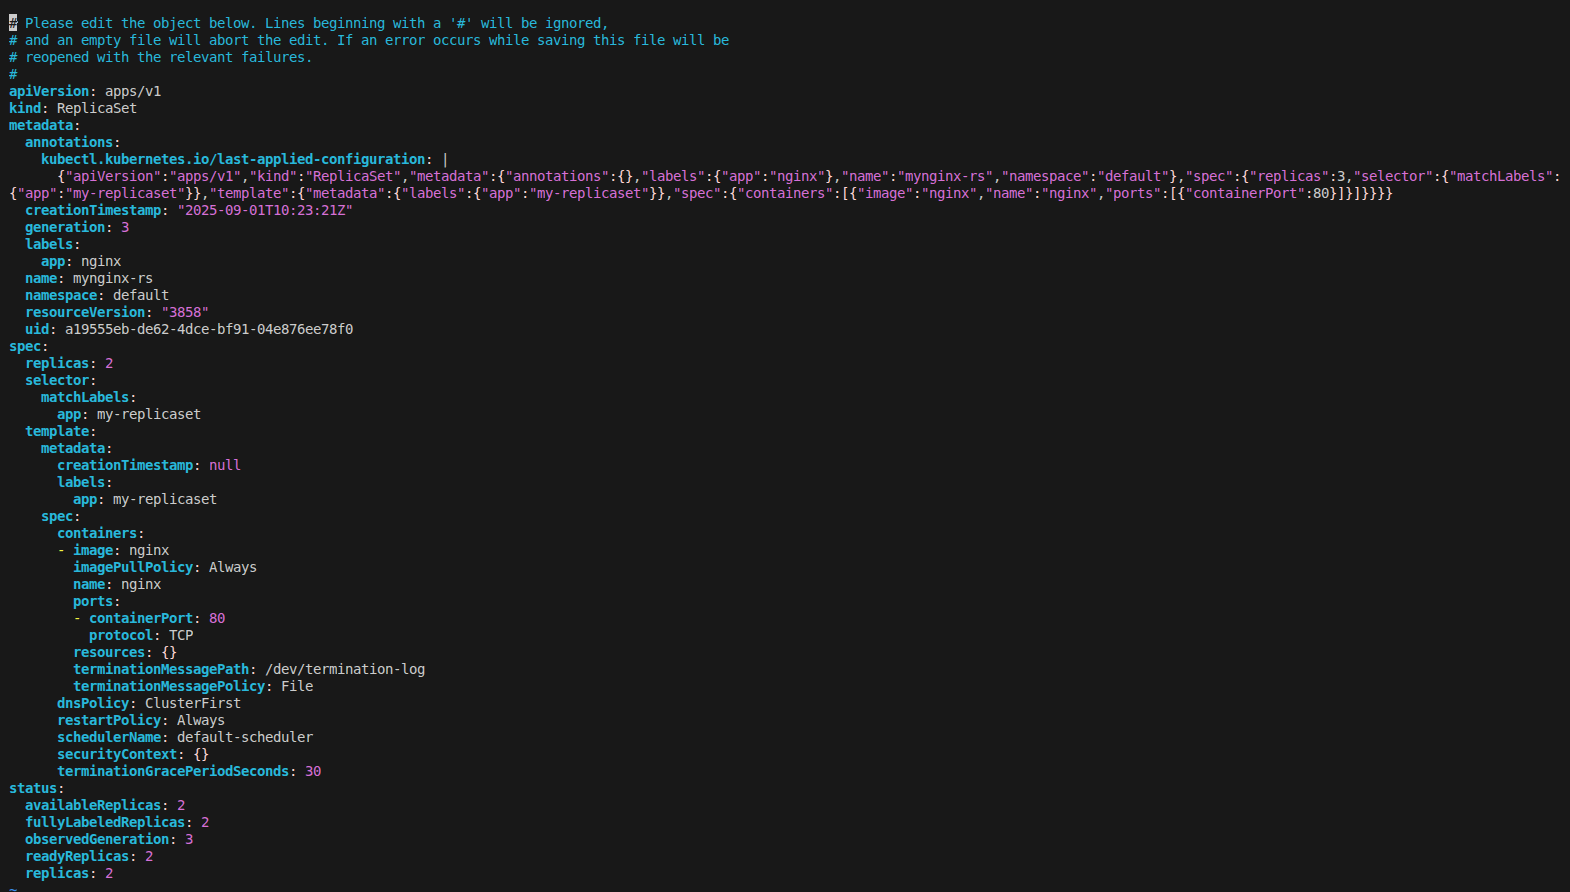 # Please edit the object below. Lines beginning with a '#' will be ignored,
# and an empty file will abort the edit. If an error occurs while saving this file will be
# reopened with the relevant failures.
#
apiVersion: apps/v1
kind: ReplicaSet
metadata:
  annotations:
    kubectl.kubernetes.io/last-applied-configuration: |
      {"apiVersion":"apps/v1","kind":"ReplicaSet","metadata":{"annotations":{},"labels":{"app":"nginx"},"name":"mynginx-rs","namespace":"default"},"spec":{"replicas":3,"selector":{"matchLabels":
{"app":"my-replicaset"}},"template":{"metadata":{"labels":{"app":"my-replicaset"}},"spec":{"containers":[{"image":"nginx","name":"nginx","ports":[{"containerPort":80}]}]}}}}
  creationTimestamp: "2025-09-01T10:23:21Z"
  generation: 3
  labels:
    app: nginx
  name: mynginx-rs
  namespace: default
  resourceVersion: "3858"
  uid: a19555eb-de62-4dce-bf91-04e876ee78f0
spec:
  replicas: 2
  selector:
    matchLabels:
      app: my-replicaset
  template:
    metadata:
      creationTimestamp: null
      labels:
        app: my-replicaset
    spec:
      containers:
      - image: nginx
        imagePullPolicy: Always
        name: nginx
        ports:
        - containerPort: 80
          protocol: TCP
        resources: {}
        terminationMessagePath: /dev/termination-log
        terminationMessagePolicy: File
      dnsPolicy: ClusterFirst
      restartPolicy: Always
      schedulerName: default-scheduler
      securityContext: {}
      terminationGracePeriodSeconds: 30
status:
  availableReplicas: 2
  fullyLabeledReplicas: 2
  observedGeneration: 3
  readyReplicas: 2
  replicas: 2
~